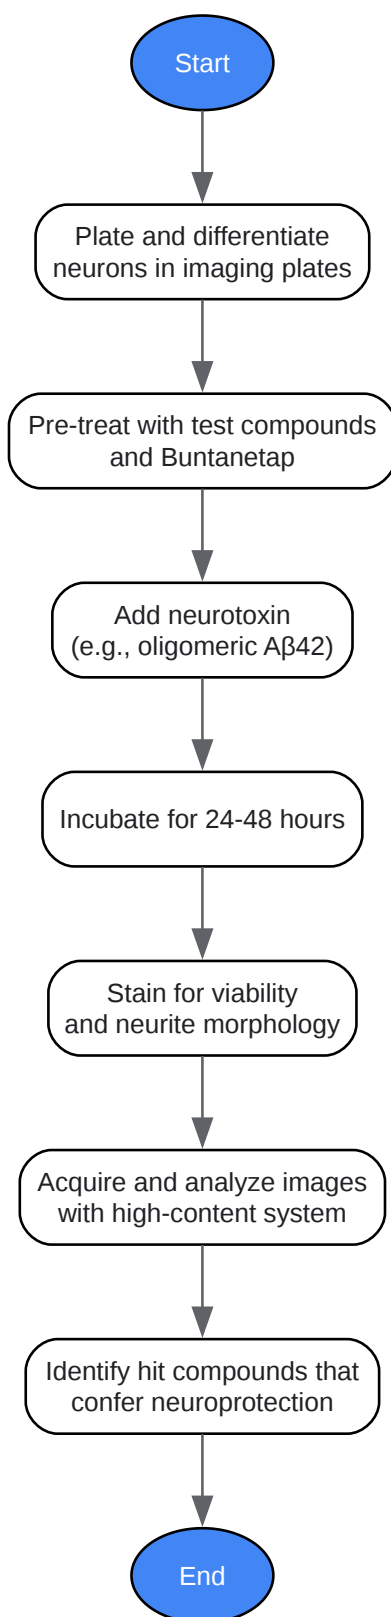 Start
Plate and differentiate
neurons in imaging plates
Pre-treat with test compounds
and Buntanetap
Add neurotoxin
(e.g., oligomeric Aβ42)
Incubate for 24-48 hours
Stain for viability
and neurite morphology
Acquire and analyze images
with high-content system
Identify hit compounds that
confer neuroprotection
End